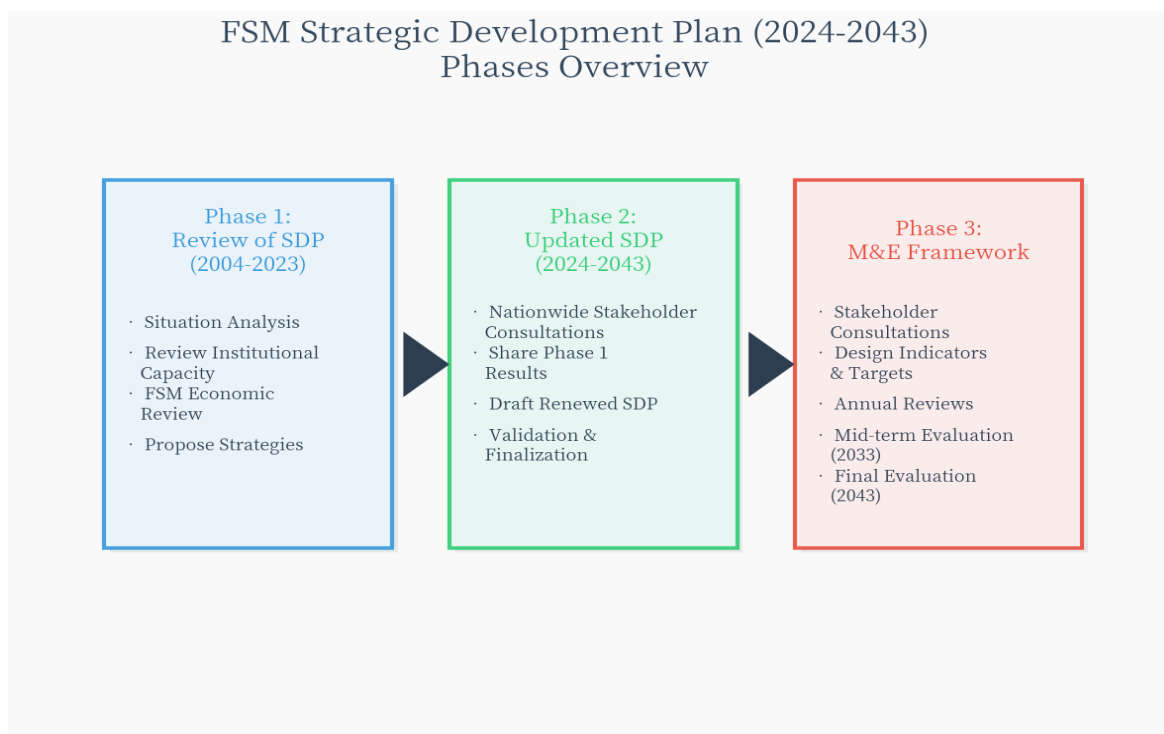 FSM Strategic Development Plan (2024-2043)
Phases Overview
Phase 1:
Review of SDP
(2004-2023)
· Situation Analysis
· Review Institutional
Capacity
· FSM Economic
Review
· Propose Strategies
Phase 2:
Updated SDP
(2024-2043)
· Nationwide Stakeholder
Consultations
· Share Phase 1
Results
· Draft Renewed SDP
· Validation &
Finalization
Phase 3:
M&E Framework
· Stakeholder
Consultations
· Design Indicators
& Targets
· Annual Reviews
· Mid-term Evaluation
(2033)
· Final Evaluation
(2043)